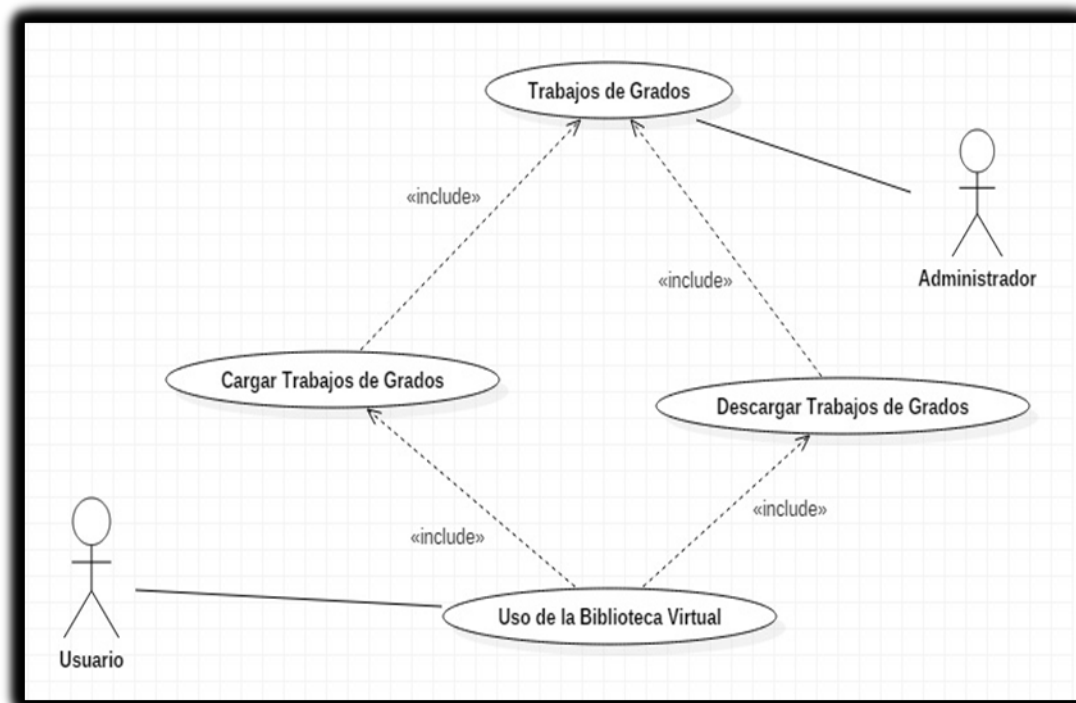 Trabajos de Grados
«include»
«include»
Administrador
Cargar Trabajos de Grados
Descargar Trabajos de Grados
«include»
«include»
Uso de la Biblioteca Virtual
Usuario